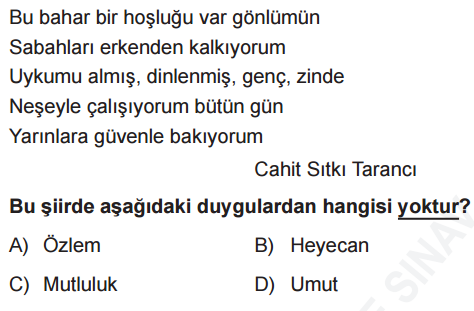 Bu bahar bir hoşluğu var gönlümün
Sabahları erkenden kalkıyorum
Uykumu almış, dinlenmiş, genç, zinde
Neşeyle çalışıyorum bütün gün
Yarınlara güvenle bakıyorum
Cahit Sıtkı Tarancı
Bu şiirde aşağıdaki duygulardan hangisi yoktur?
A) Özlem B) Heyecan
C) Mutluluk D) Umut